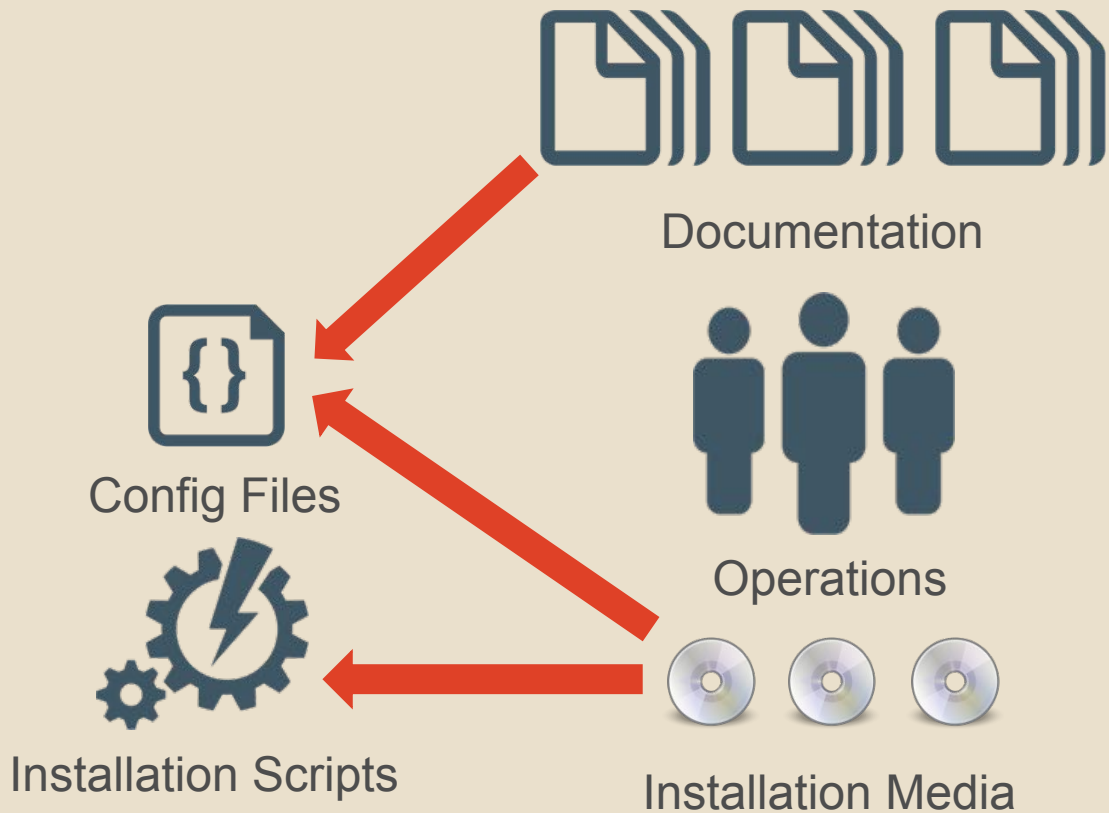 Documentation
{}
Config Files
Operations
Installation Scripts
Installation Media